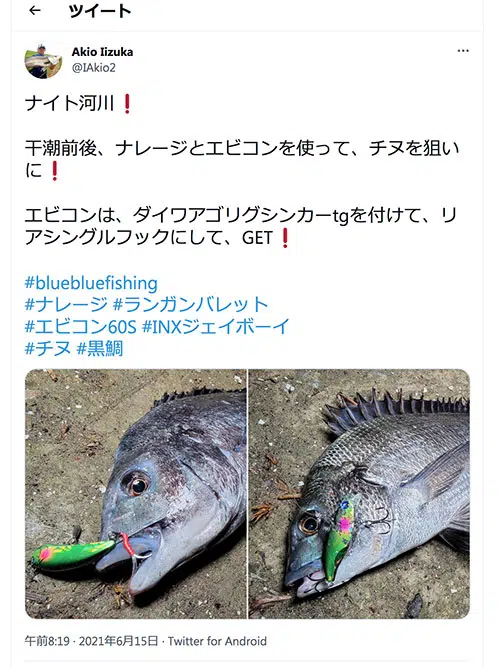 ← ツイート
Akio Iizuka
@IAkio2
ナイト河川❗
干潮前後、ナレージとエビコンを使って、チヌを狙い
に❗
エビコンは、ダイワアゴリグシンカーtgを付けて、リ
アシングルフックにして、GET❗
#bluebluefishing
#ナレージ #ランガンバレット
#エビコン60S #INXジェイボーイ
#チヌ #黒鯛
午前8:19 · 2021年6月15日 · Twitter for Android